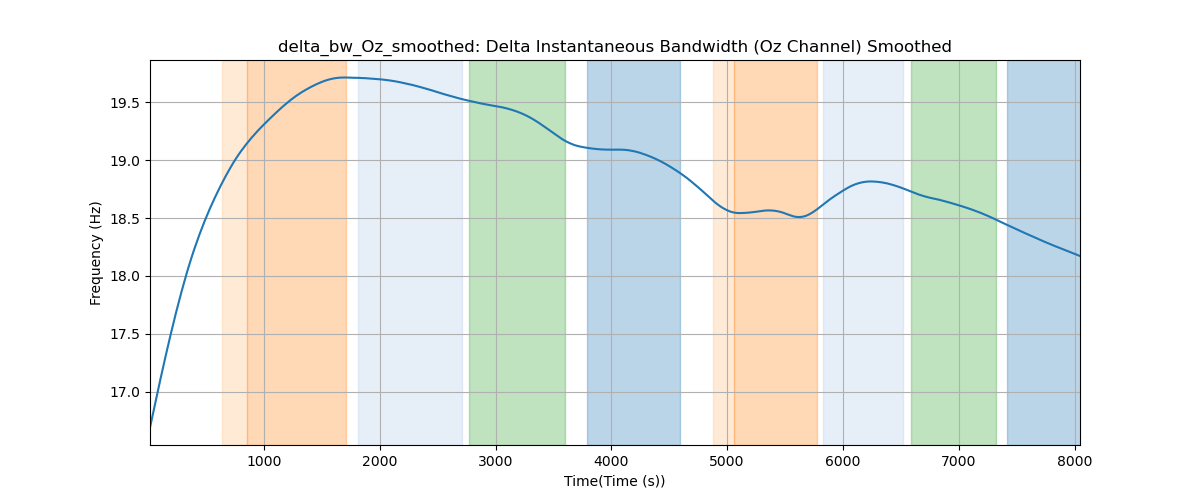 delta_bw_Oz_smoothed: Delta Instantaneous Bandwidth (Oz Channel) Smoothed
Frequency (Hz)
19.5
19.0
18.5
18.0
17.5
17.0
1000 2000 3000 4000 5000 6000 7000 8000
Time(Time (s))